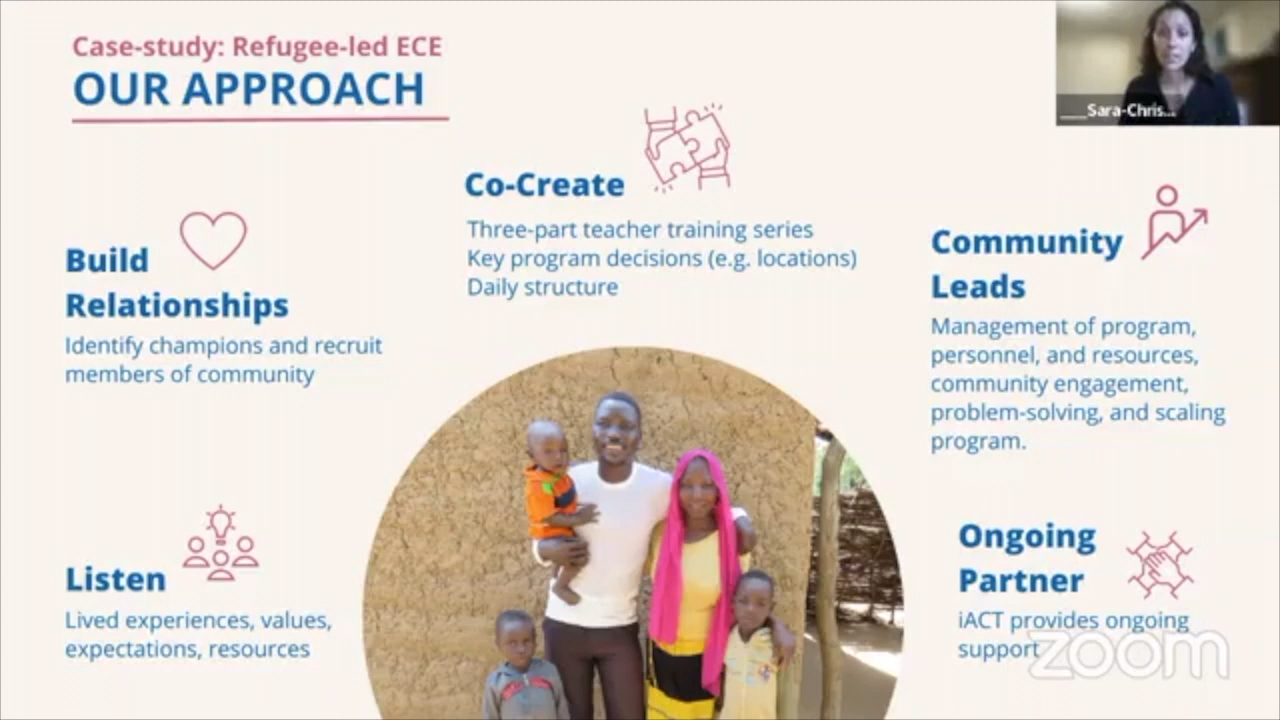 Case-study: Refugee-led ECE
OUR APPROACH
___Sara-Chris...
Co-Create
Three-part teacher training series
Key program decisions (e.g. locations)
Daily structure
Build
Relationships
Identify champions and recruit
members of community
Community
Leads
Management of program,
personnel, and resources,
community engagement,
problem-solving, and scaling
program.
Listen
Lived experiences, values,
expectations, resources
Ongoing
Partner
iACT provides ongoing
support
zoom